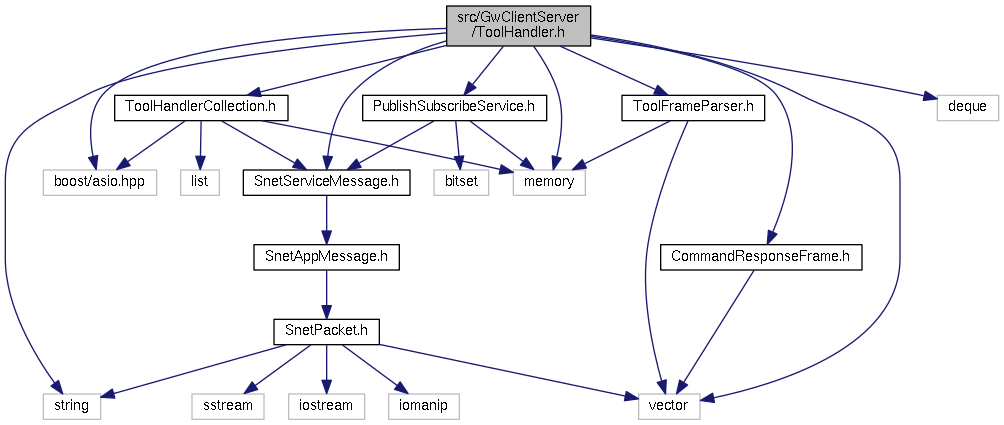 src/GwClientServer
/ToolHandler.h
ToolHandlerCollection.h
PublishSubscribeService.h
ToolFrameParser.h
deque
boost/asio.hpp
list
SnetServiceMessage.h
bitset
memory
SnetAppMessage.h
CommandResponseFrame.h
SnetPacket.h
string
sstream
iostream
iomanip
vector